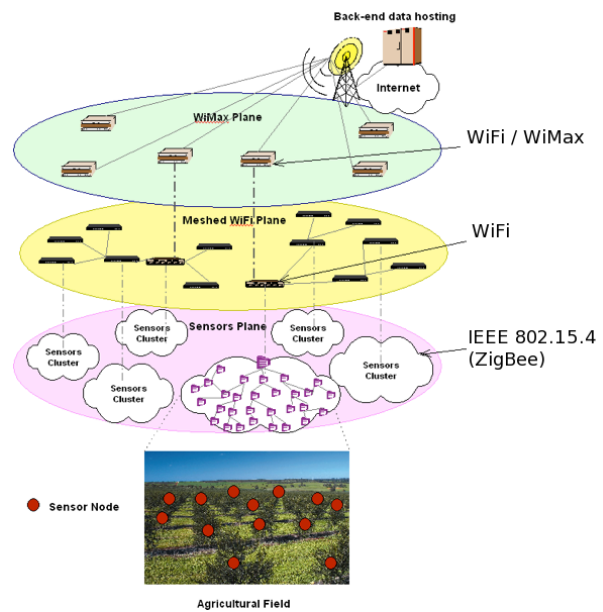 Back-end data hosting
Internet
WiMax Plane
WiFi / WiMax
Meshed WiFi Plane
WiFi
Sensors Plane
Sensors
Cluster
Sensors
Cluster
Sensors
Cluster
Sensors
Cluster
Sensors
Cluster
IEEE 802.15.4
(ZigBee)
Sensor Node
Agricultural Field